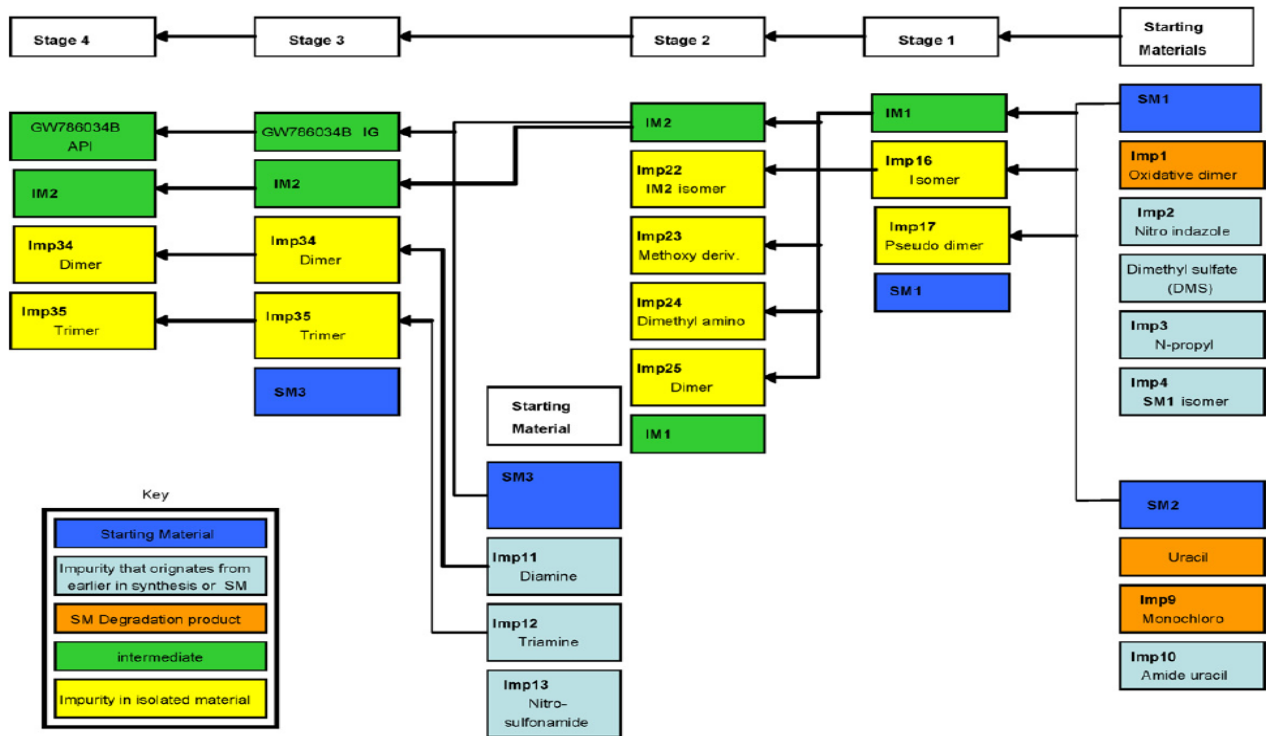 Stage 4
Stage 3
Stage 2
Stage 1
Starting
Materials
GW786034B
API
IM2
Imp34
Dimer
Imp35
Trimer
GW786034B IG
IM2
Imp34
Dimer
Imp35
Trimer
SM3
Starting
Material
SM3
Imp11
Diamine
Imp12
Triamine
Imp13
Nitro-
sulfonamide
IM2
Imp22
IM2 isomer
Imp23
Methoxy deriv.
Imp24
Dimethyl amino
Imp25
Dimer
IM1
IM1
Imp16
Isomer
Imp17
Pseudo dimer
SM1
SM1
Imp1
Oxidative dimer
Imp2
Nitro indazole
Dimethyl sulfate
(DMS)
Imp3
N-propyl
Imp4
SM1 isomer
SM2
Uracil
Imp9
Monochloro
Imp10
Amide uracil
Key
Starting Material
Impurity that orignates from
earlier in synthesis or SM
SM Degradation product
intermediate
Impurity in isolated material